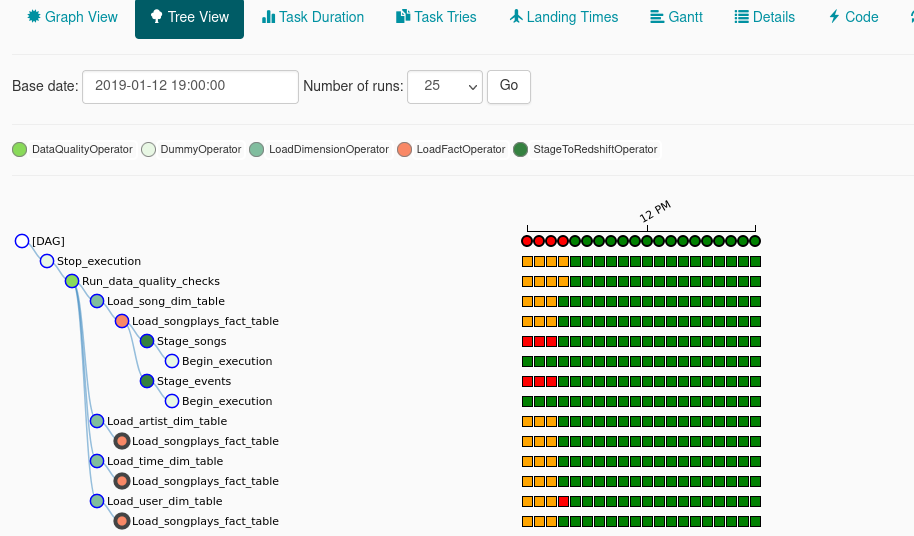 Graph View Tree View Task Duration Task Tries Landing Times Gantt Details Code
Base date: 2019-01-12 19:00:00 Number of runs: 25 Go
DataQualityOperator DummyOperator LoadDimensionOperator LoadFactOperator StageToRedshiftOperator
12 PM
[DAG]
Stop_execution
Run_data_quality_checks
Load_song_dim_table
Load_songplays_fact_table
Stage_songs
Begin_execution
Stage_events
Begin_execution
Load_artist_dim_table
Load_songplays_fact_table
Load_time_dim_table
Load_songplays_fact_table
Load_user_dim_table
Load_songplays_fact_table